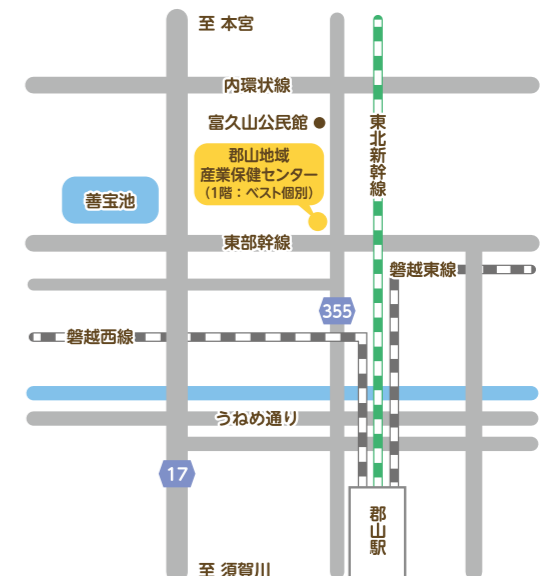 至 本宮
内環状線
富久山公民館
東北新幹線
郡山地域
産業保健センター
（1階：ベスト個別）
善宝池
東部幹線
磐越東線
355
磐越西線
うねめ通り
17
郡山駅
至 須賀川